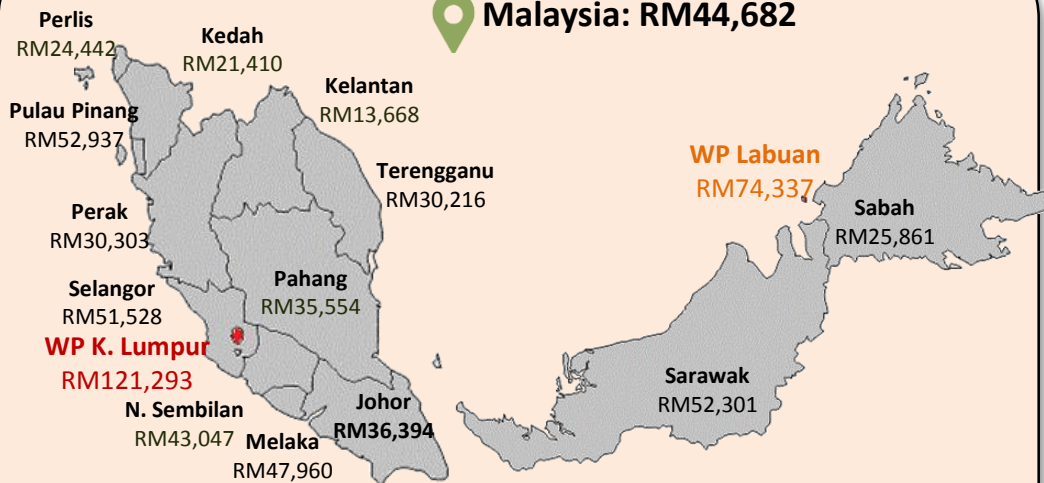 Malaysia: RM44,682
Perlis
RM24,442
Kedah
RM21,410
Kelantan
RM13,668
Pulau Pinang
RM52,937
Terengganu
RM30,216
Perak
RM30,303
Pahang
RM35,554
Selangor
RM51,528
WP K. Lumpur
RM121,293
N. Sembilan
RM43,047
Melaka
RM47,960
Johor
RM36,394
WP Labuan
RM74,337
Sabah
RM25,861
Sarawak
RM52,301